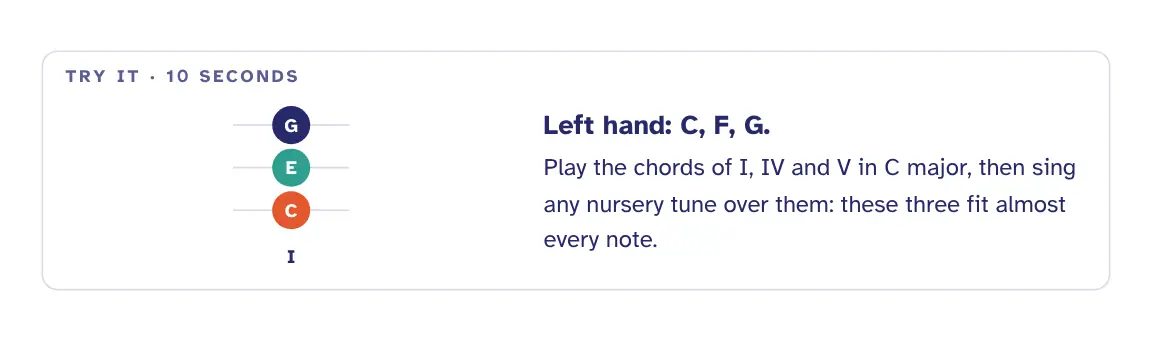 TRY IT · 10 SECONDS
G
E
C
I
Left hand: C, F, G.
Play the chords of I, IV and V in C major, then sing
any nursery tune over them: these three fit almost
every note.